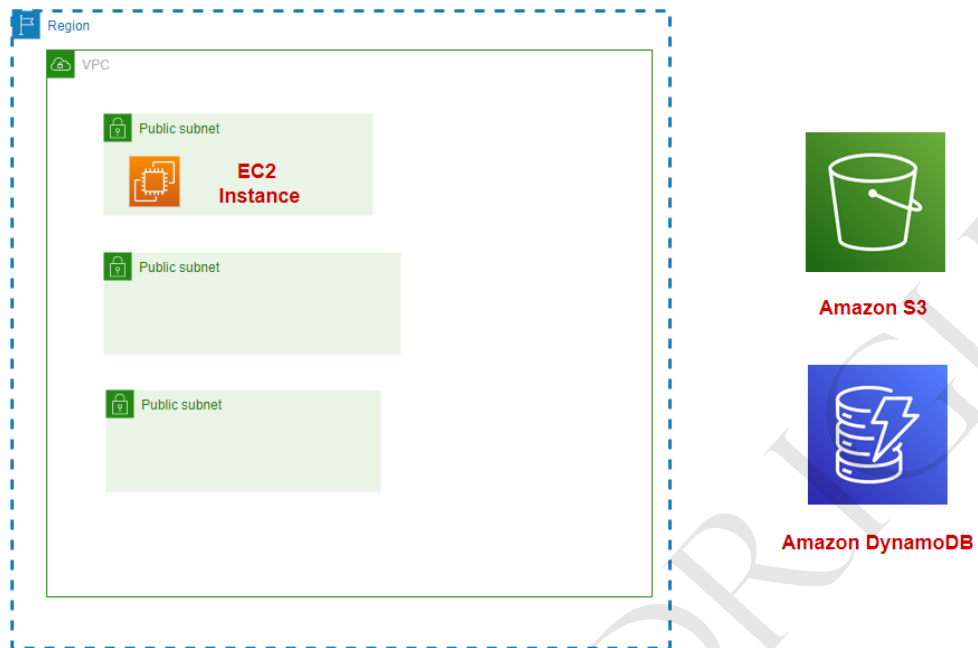 Region
VPC
Public subnet
EC2
Instance
Public subnet
Public subnet
Amazon S3
Amazon DynamoDB